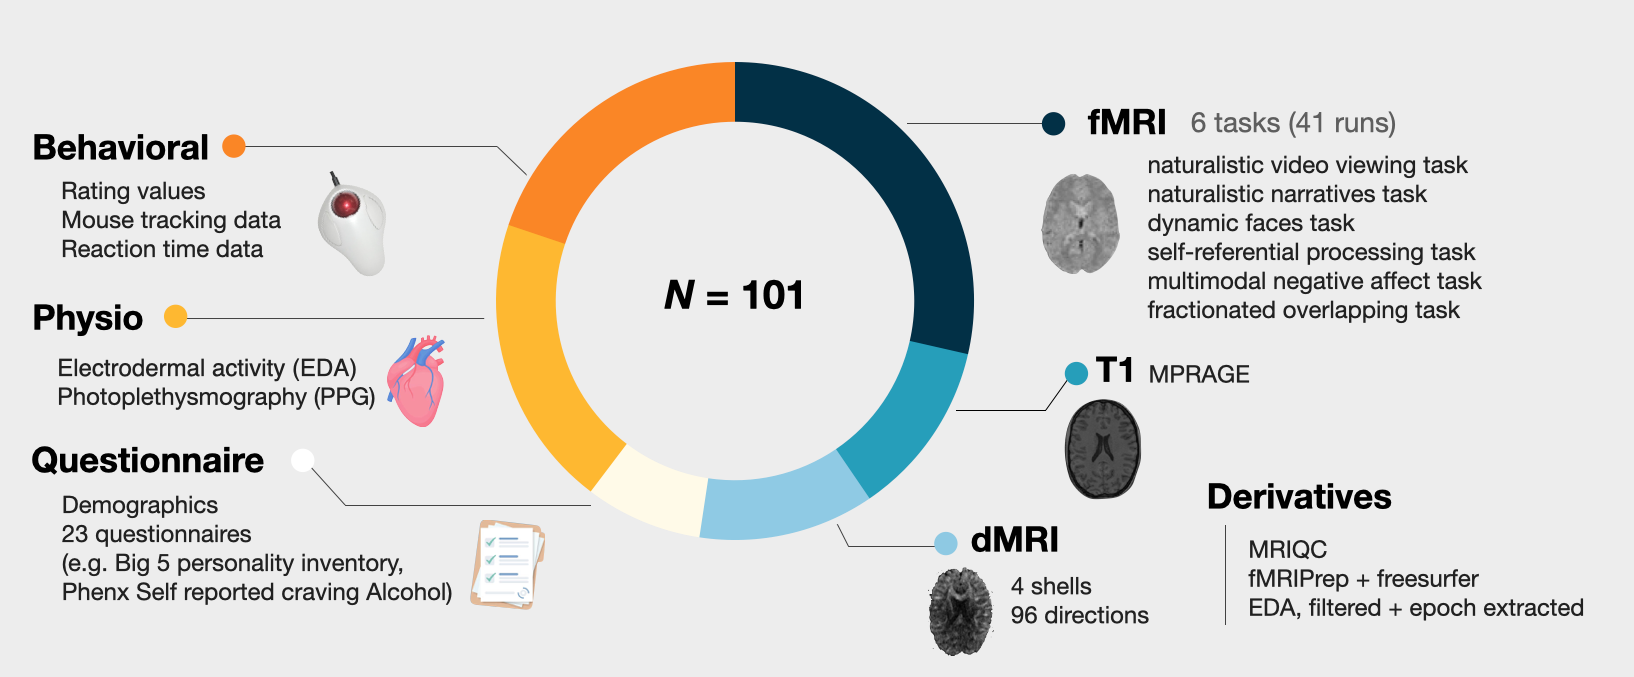 Behavioral
Rating values
Mouse tracking data
Reaction time data
Physio
Electrodermal activity (EDA)
Photoplethysmography (PPG)
Questionnaire
Demographics
23 questionnaires
(e.g. Big 5 personality inventory,
Phenx Self reported craving Alcohol)
N = 101
fMRI 6 tasks (41 runs)
naturalistic video viewing task
naturalistic narratives task
dynamic faces task
self-referential processing task
multimodal negative affect task
fractionated overlapping task
T1 MPRAGE
dMRI
4 shells
96 directions
Derivatives
MRIQC
fMRIPrep + freesurfer
EDA, filtered + epoch extracted